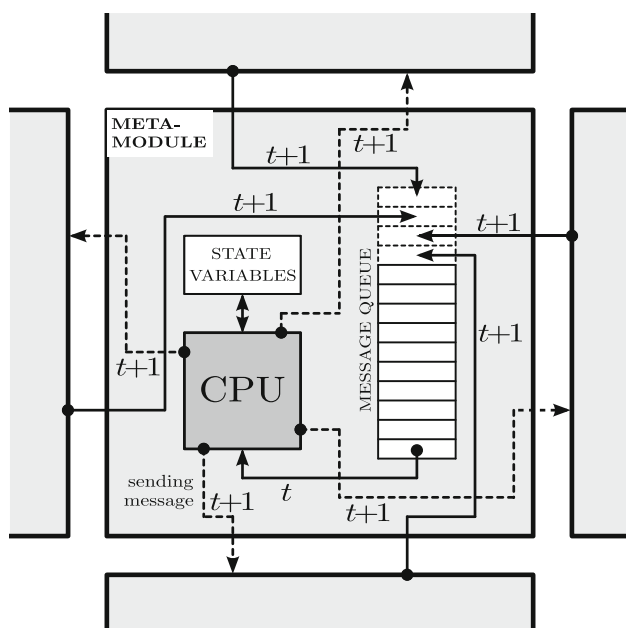 META-
MODULE
t+1
t+1
t+1
t+1
STATE
VARIABLES
MESSAGE QUEUE
t+1
t+1
CPU
sending
message
t+1
t
t+1